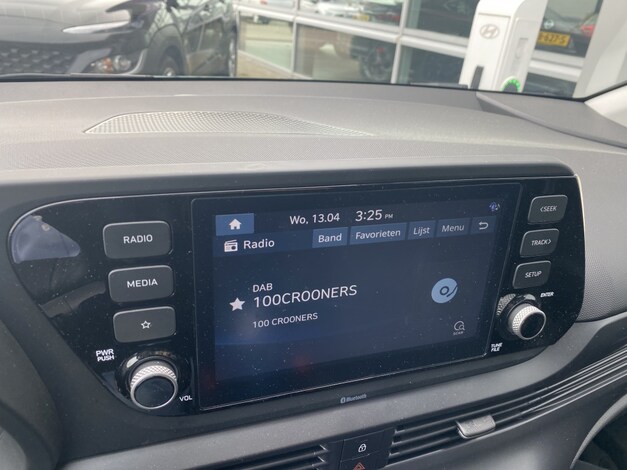 Wo. 13.04 3:25 PM
Radio Band Favorieten Lijst Menu
DAB
100CROONERS
100 CROONERS
RADIO
MEDIA
PWR
PUSH
VOL
<SEEK
TRACK>
SETUP
ENTER
TUNE
FILE
Bluetooth